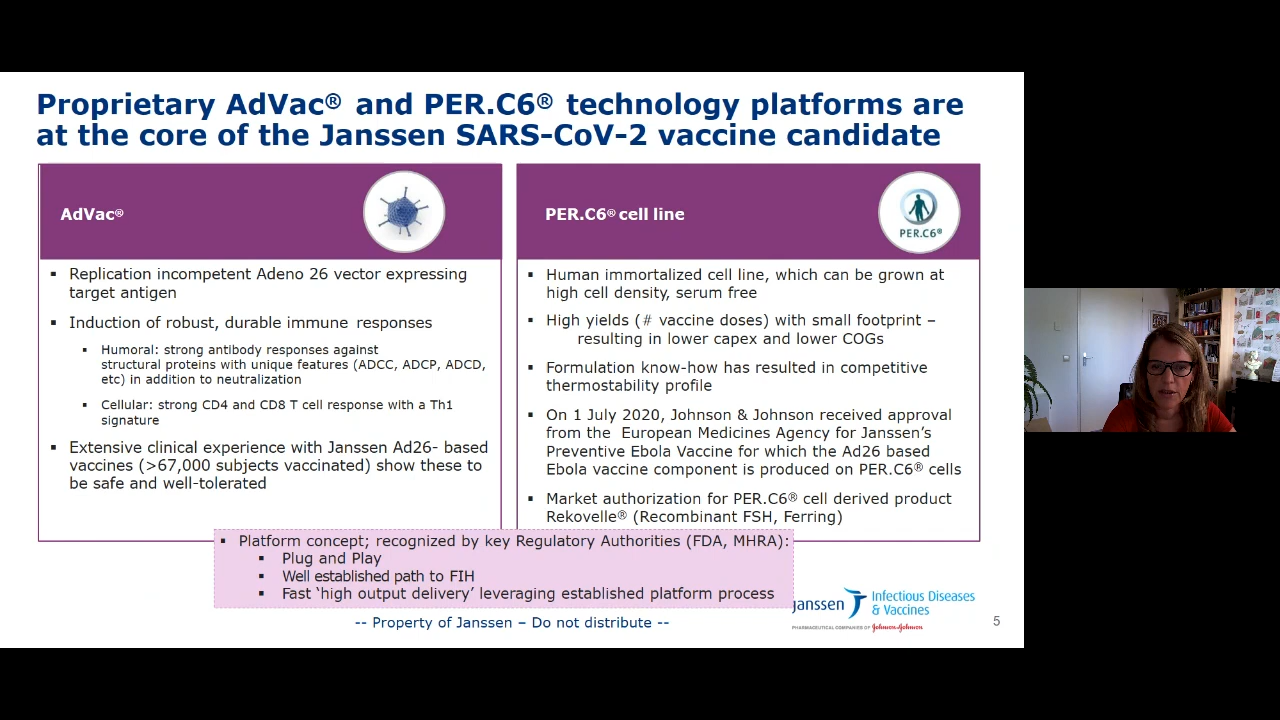 Proprietary AdVac® and PER.C6® technology platforms are
at the core of the Janssen SARS-CoV-2 vaccine candidate
AdVac®
▪ Replication incompetent Adeno 26 vector expressing
target antigen
▪ Induction of robust, durable immune responses
▪ Humoral: strong antibody responses against
structural proteins with unique features (ADCC, ADCP, ADCD,
etc) in addition to neutralization
▪ Cellular: strong CD4 and CD8 T cell response with a Th1
signature
▪ Extensive clinical experience with Janssen Ad26- based
vaccines (>67,000 subjects vaccinated) show these to
be safe and well-tolerated
PER.C6® cell line
PER.C6®
▪ Human immortalized cell line, which can be grown at
high cell density, serum free
▪ High yields (# vaccine doses) with small footprint –
resulting in lower capex and lower COGs
▪ Formulation know-how has resulted in competitive
thermostability profile
▪ On 1 July 2020, Johnson & Johnson received approval
from the European Medicines Agency for Janssen's
Preventive Ebola Vaccine for which the Ad26 based
Ebola vaccine component is produced on PER.C6® cells
▪ Market authorization for PER.C6® cell derived product
Rekovelle® (Recombinant FSH, Ferring)
▪ Platform concept; recognized by key Regulatory Authorities (FDA, MHRA):
▪ Plug and Play
▪ Well established path to FIH
▪ Fast 'high output delivery' leveraging established platform process
-- Property of Janssen – Do not distribute --
janssen
Infectious Diseases
& Vaccines
PHARMACEUTICAL COMPANIES OF Johnson&Johnson
5